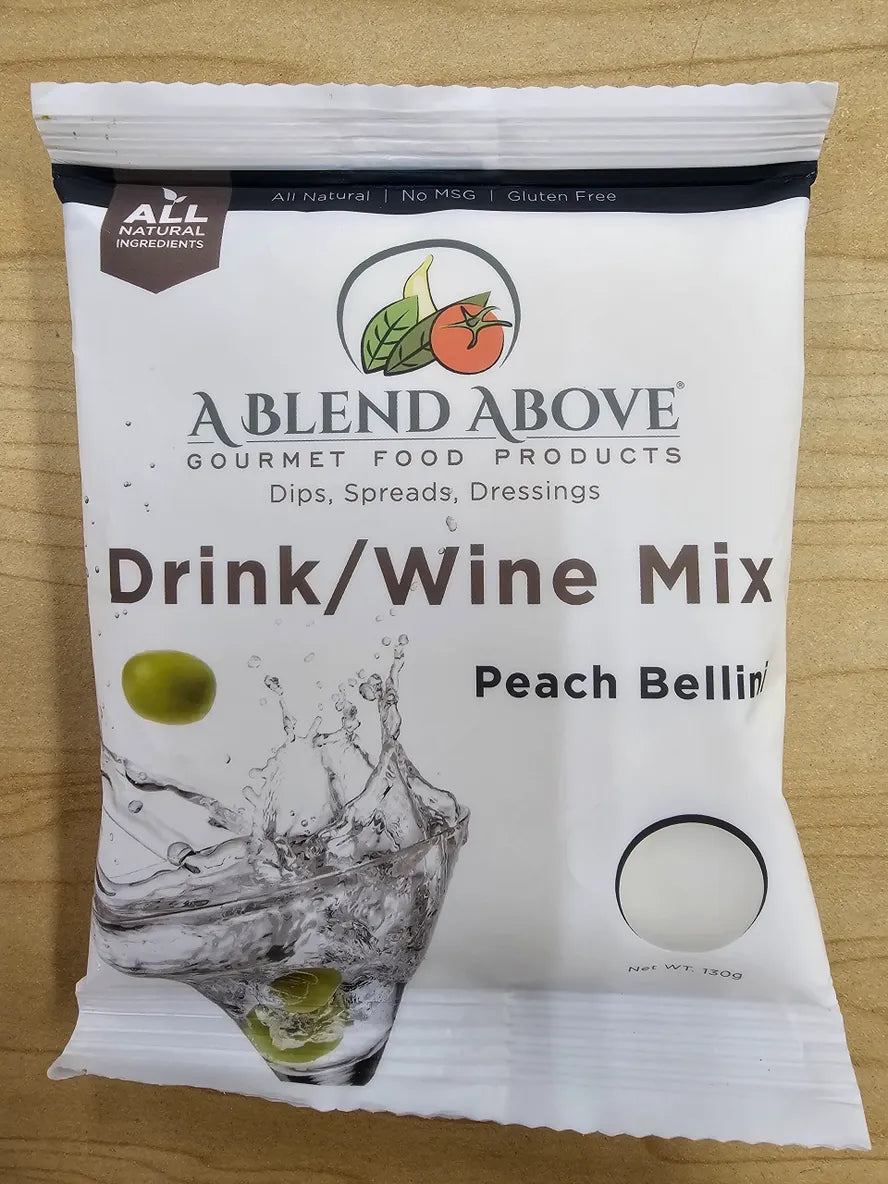 All Natural | No MSG | Gluten Free
ALL
NATURAL
INGREDIENTS
A BLEND ABOVE®
GOURMET FOOD PRODUCTS
Dips, Spreads, Dressings
Drink/Wine Mix
Peach Bellini
Net WT. 130g